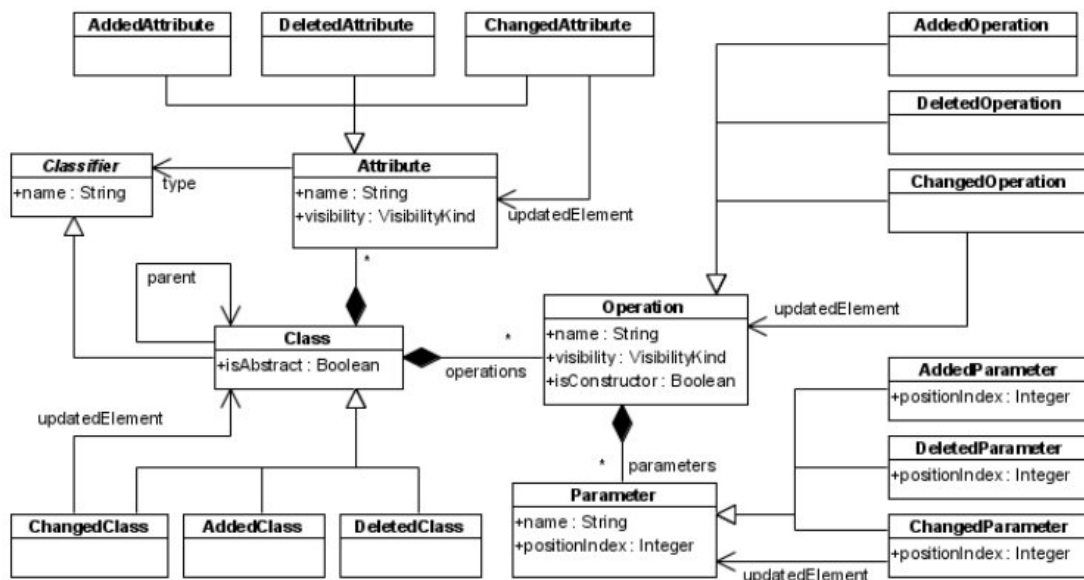 AddedAttribute
DeletedAttribute
ChangedAttribute
AddedOperation
DeletedOperation
ChangedOperation
Classifier
+name : String
type
Attribute
+name : String
+visibility : VisibilityKind
updatedElement
*
parent
Class
+isAbstract : Boolean
*
operations
Operation
+name : String
+visibility : VisibilityKind
+isConstructor : Boolean
updatedElement
updatedElement
*
parameters
ChangedClass
AddedClass
DeletedClass
Parameter
+name : String
+positionIndex : Integer
AddedParameter
+positionIndex : Integer
DeletedParameter
+positionIndex : Integer
ChangedParameter
+positionIndex : Integer
updatedElement